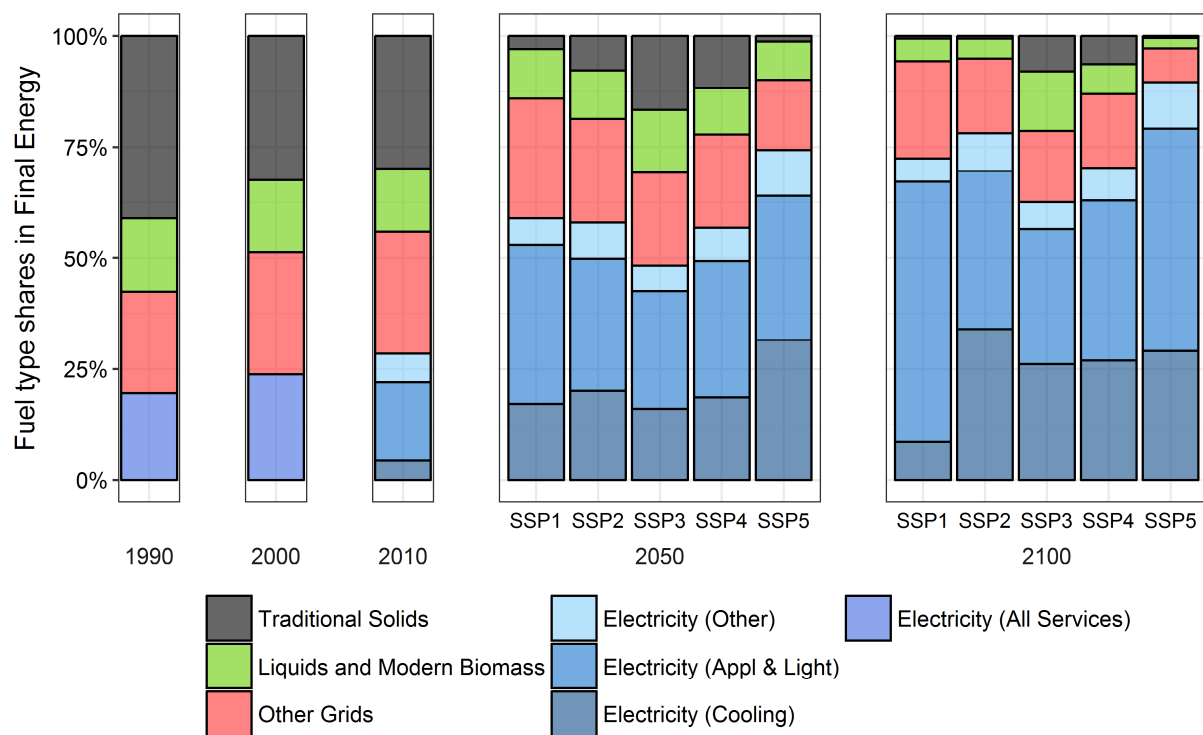 Fuel type shares in Final Energy
100%
75%
50%
25%
0%
SSP1 SSP2 SSP3 SSP4 SSP5 SSP1 SSP2 SSP3 SSP4 SSP5
1990 2000 2010 2050 2100
Traditional Solids Electricity (Other) Electricity (All Services)
Liquids and Modern Biomass Electricity (Appl & Light)
Other Grids Electricity (Cooling)